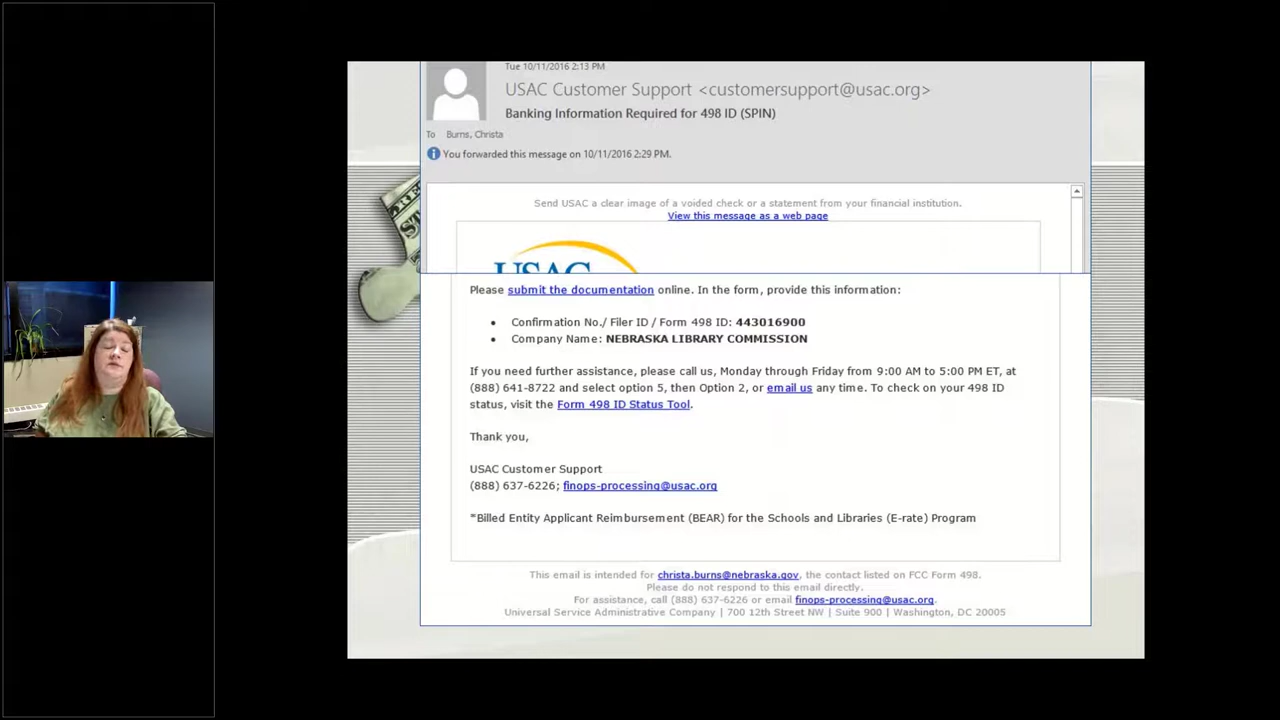 Tue 10/11/2016 2:13 PM
USAC Customer Support <customersupport@usac.org>
Banking Information Required for 498 ID (SPIN)
To Burns, Christa
You forwarded this message on 10/11/2016 2:29 PM.
Send USAC a clear image of a voided check or a statement from your financial institution.
View this message as a web page
USAC
Please submit the documentation online. In the form, provide this information:
• Confirmation No./ Filer ID / Form 498 ID: 443016900
• Company Name: NEBRASKA LIBRARY COMMISSION
If you need further assistance, please call us, Monday through Friday from 9:00 AM to 5:00 PM ET, at
(888) 641-8722 and select option 5, then Option 2, or email us any time. To check on your 498 ID
status, visit the Form 498 ID Status Tool.
Thank you,
USAC Customer Support
(888) 637-6226; finops-processing@usac.org
*Billed Entity Applicant Reimbursement (BEAR) for the Schools and Libraries (E-rate) Program
This email is intended for christa.burns@nebraska.gov, the contact listed on FCC Form 498.
Please do not respond to this email directly.
For assistance, call (888) 637-6226 or email finops-processing@usac.org.
Universal Service Administrative Company | 700 12th Street NW | Suite 900 | Washington, DC 20005